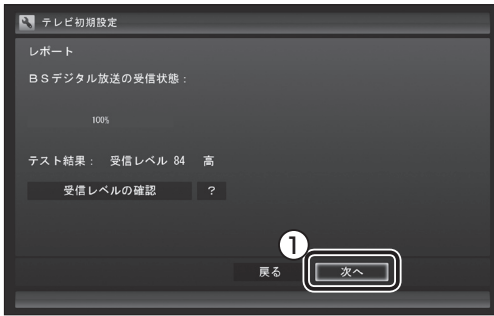 テレビ初期設定
レポート
BSデジタル放送の受信状態：
100%
テスト結果： 受信レベル 84 高
受信レベルの確認 ?
1
戻る 次へ